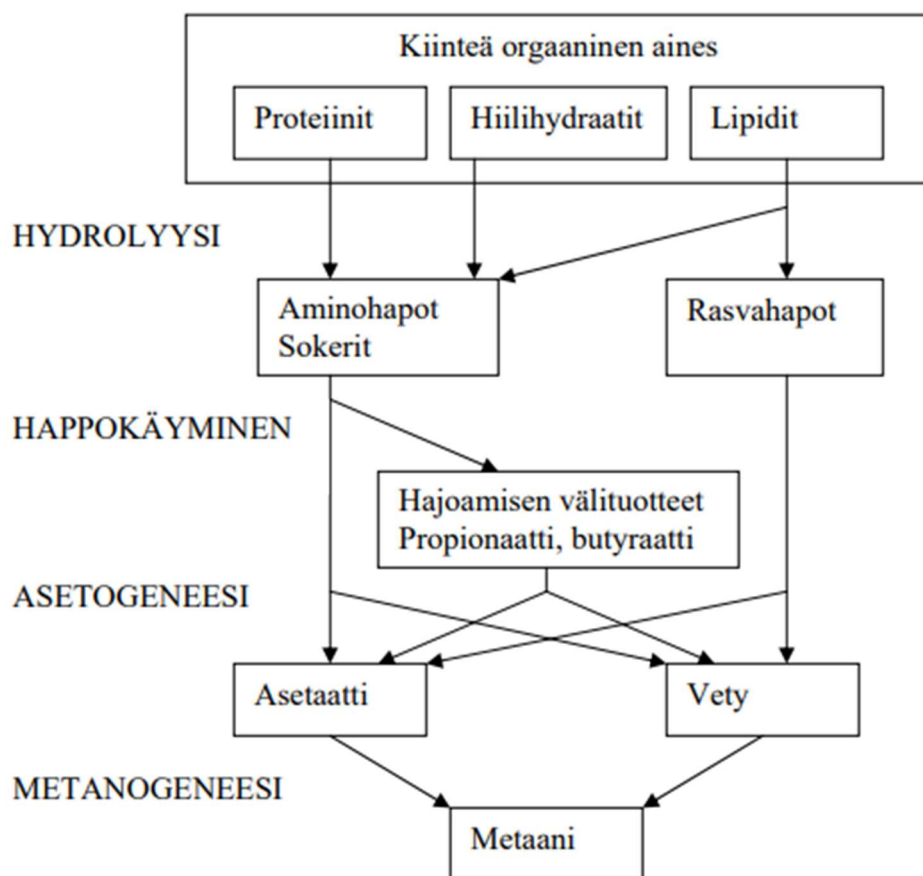 Kiinteä orgaaninen aines
Proteiinit
Hiilihydraatit
Lipidit
HYDROLYYSI
Aminohapot
Sokerit
Rasvahapot
HAPPOKÄYMINEN
Hajoamisen välituotteet
Propionaatti, butyraatti
ASETOGENEESI
Asetaatti
Vety
METANOGENEESI
Metaani